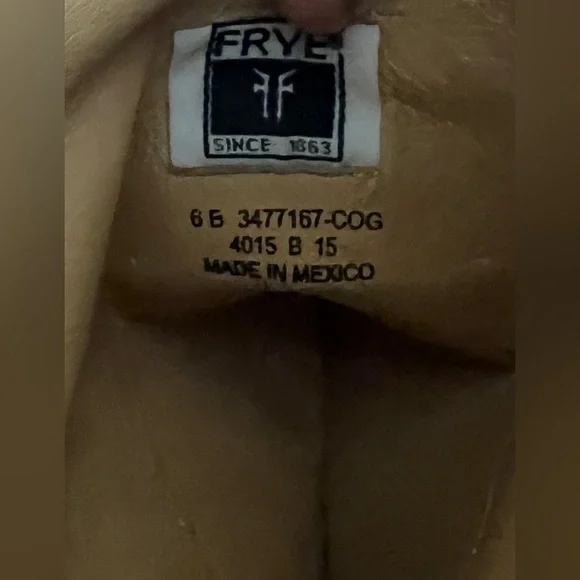 FRYE
SINCE 1863
6 B 3477167-COG
4015 B 15
MADE IN MEXICO